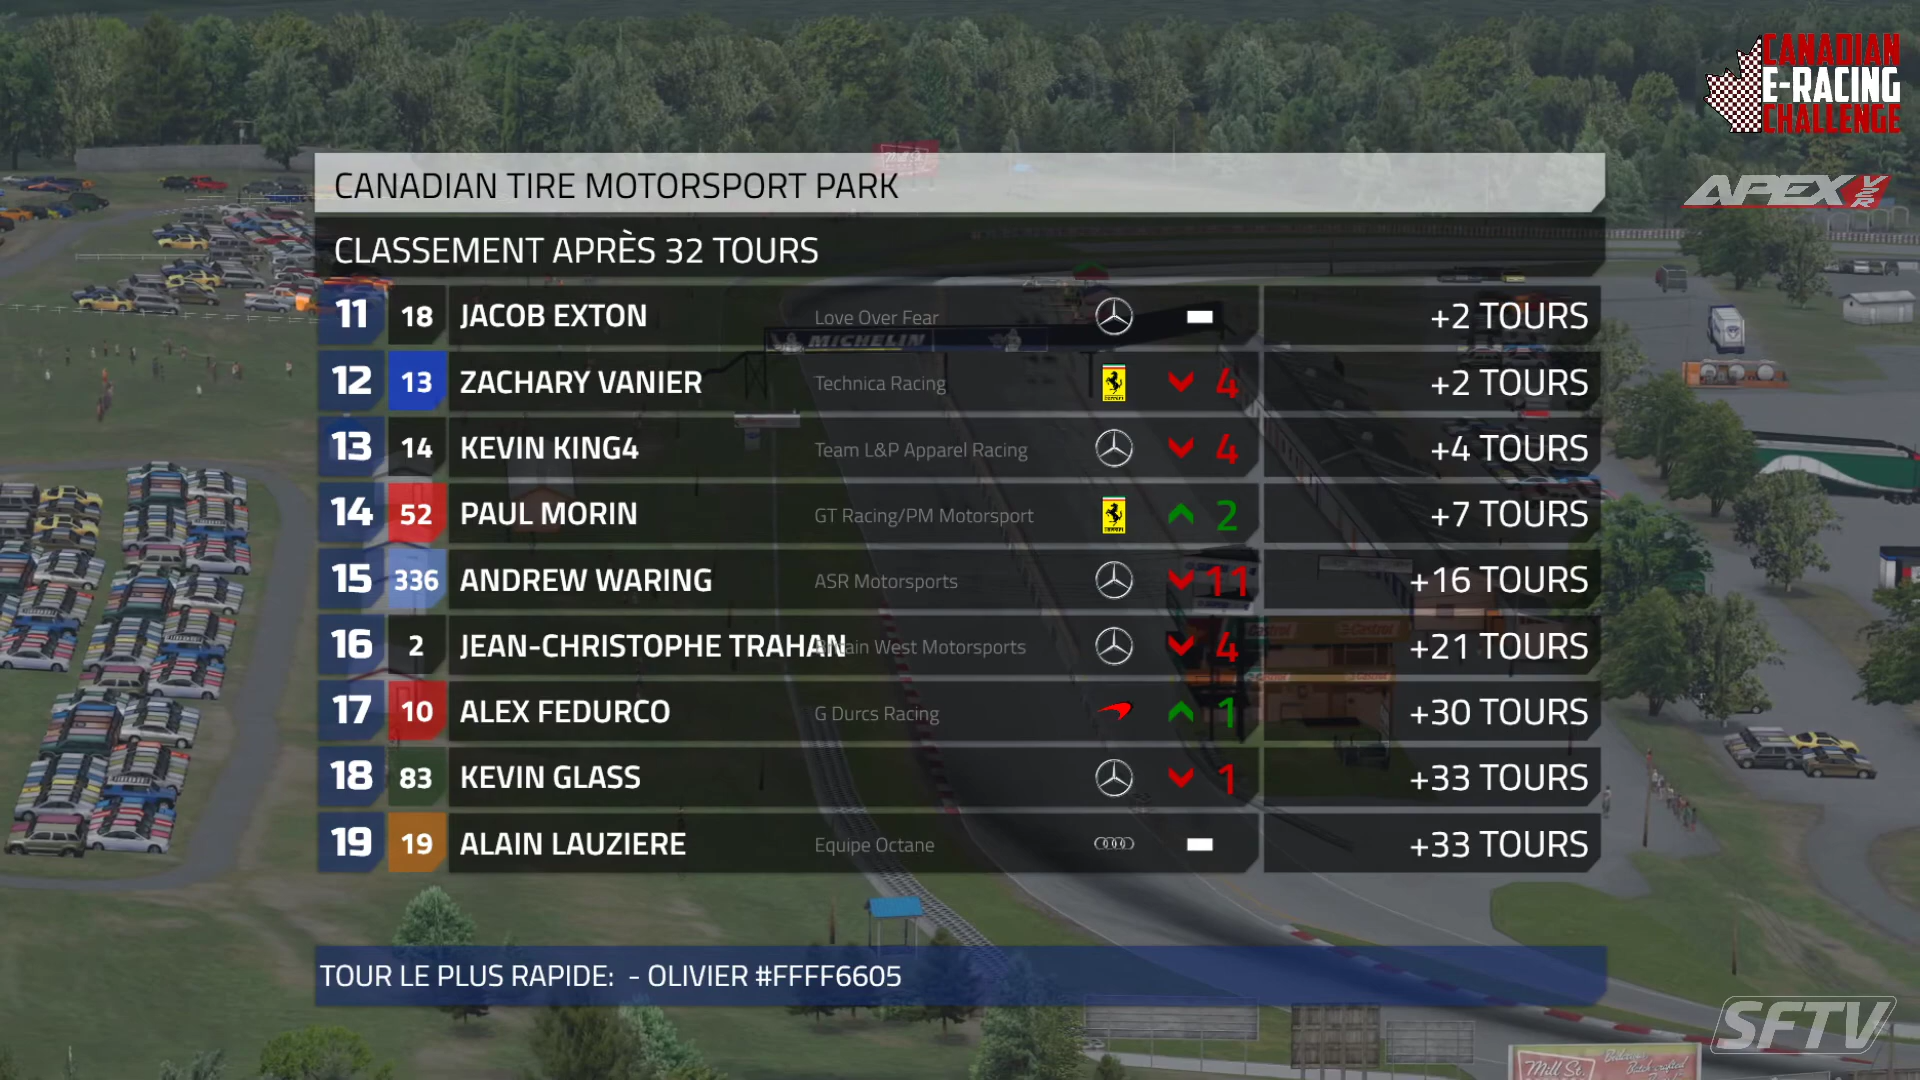 CANADIAN
E-RACING
CHALLENGE
APEX V2R
CANADIAN TIRE MOTORSPORT PARK
CLASSEMENT APRÈS 32 TOURS
11 18 JACOB EXTON Love Over Fear +2 TOURS
MICHELIN
12 13 ZACHARY VANIER Technica Racing 4 +2 TOURS
13 14 KEVIN KING4 Team L&P Apparel Racing 4 +4 TOURS
14 52 PAUL MORIN GT Racing/PM Motorsport 2 +7 TOURS
15 336 ANDREW WARING ASR Motorsports 11 +16 TOURS
16 2 JEAN-CHRISTOPHE TRAHAN West Motorsports 4 +21 TOURS
17 10 ALEX FEDURCO G Durcs Racing 1 +30 TOURS
18 83 KEVIN GLASS 1 +33 TOURS
19 19 ALAIN LAUZIERE Equipe Octane +33 TOURS
TOUR LE PLUS RAPIDE: - OLIVIER #FFFF6605
SFTV
Mill St.